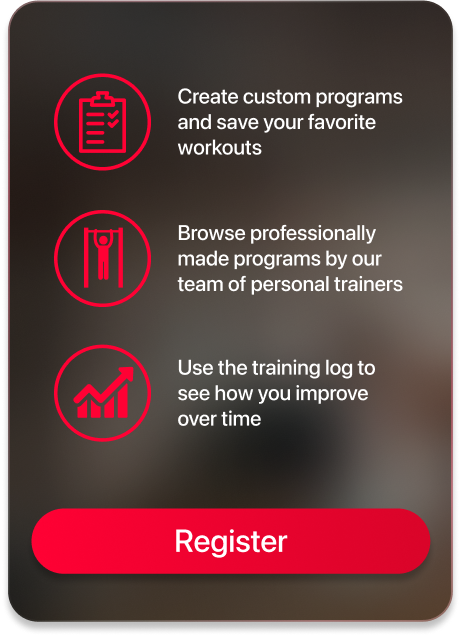 Create custom programs
and save your favorite
workouts
Browse professionally
made programs by our
team of personal trainers
Use the training log to
see how you improve
over time
Register